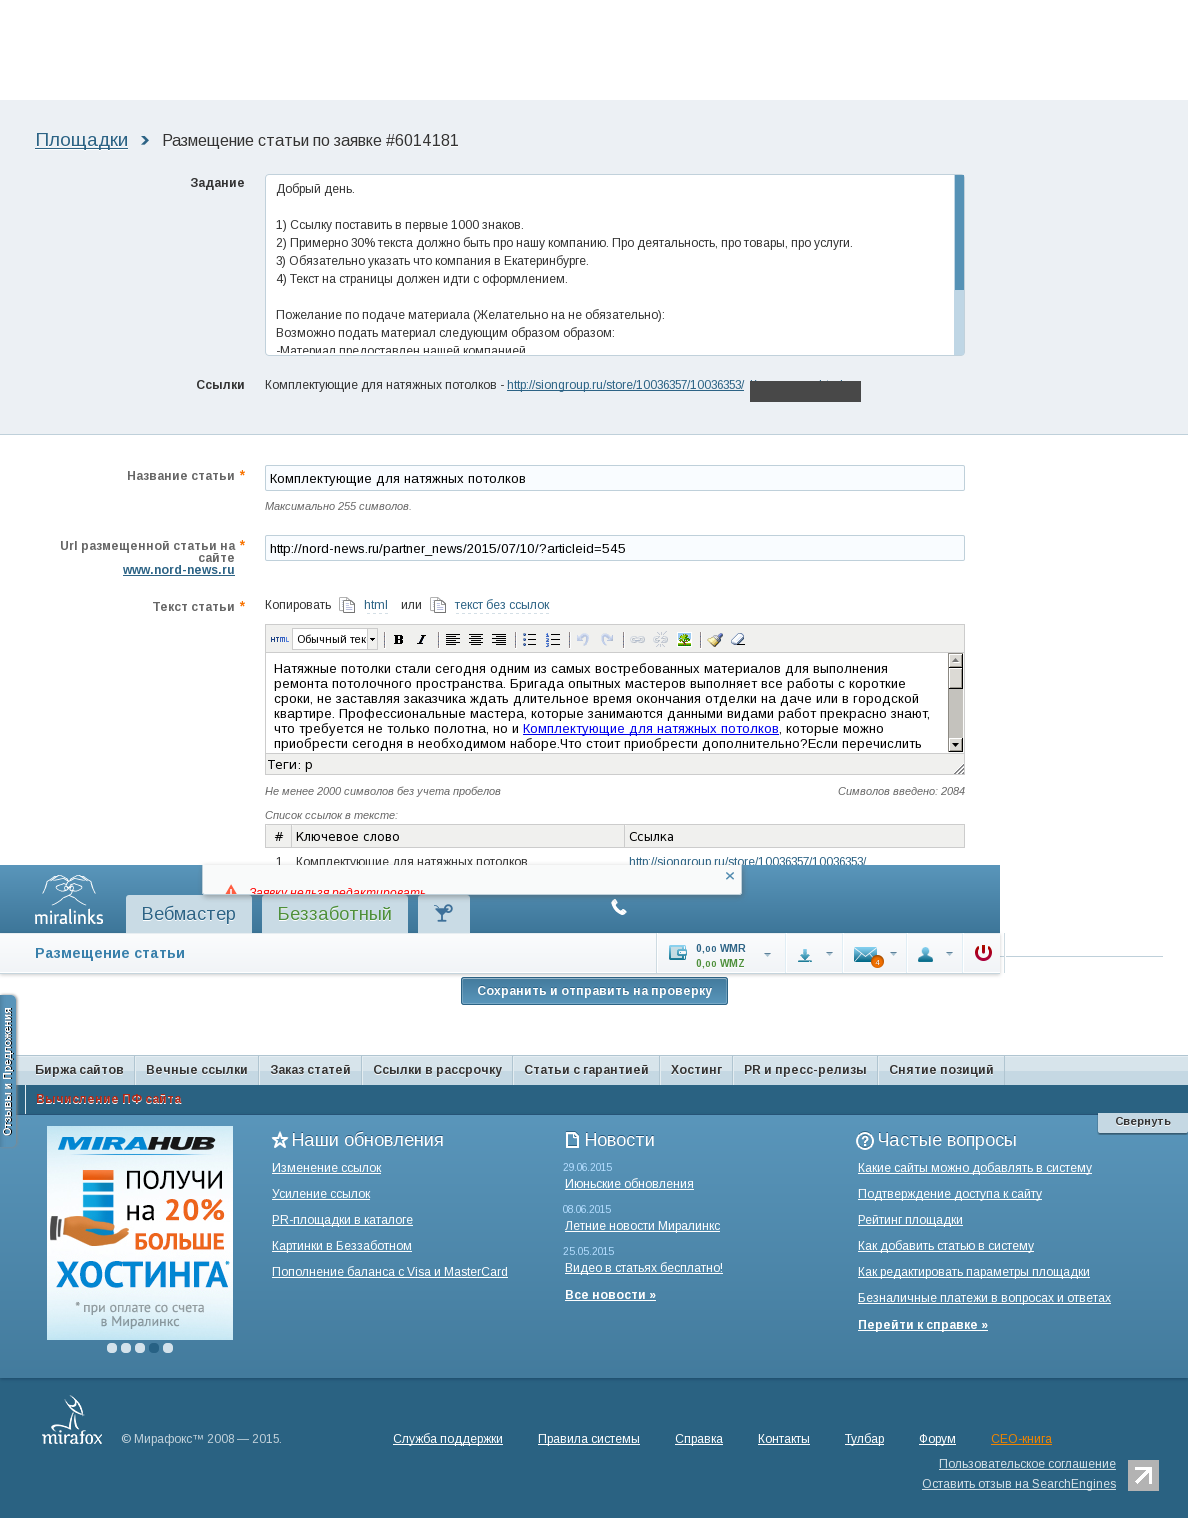 Площадки › Размещение статьи по заявке #6014181
Задание
Добрый день.
1) Ссылку поставить в первые 1000 знаков.
2) Примерно 30% текста должно быть про нашу компанию. Про деятальность, про товары, про услуги.
3) Обязательно указать что компания в Екатеринбурге.
4) Текст на страницы должен идти с оформлением.
Пожелание по подаче материала (Желательно на не обязательно):
Возможно подать материал следующим образом образом:
-Материал предоставлен нашей компанией
Ссылки
Комплектующие для натяжных потолков - http://siongroup.ru/store/10036357/10036353/
Название статьи *
Комплектующие для натяжных потолков
Максимально 255 символов.
Url размещенной статьи на *
сайте
www.nord-news.ru
http://nord-news.ru/partner_news/2015/07/10/?articleid=545
Текст статьи *
Копировать html или текст без ссылок
HTML Обычный тек B I
Натяжные потолки стали сегодня одним из самых востребованных материалов для выполнения
ремонта потолочного пространства. Бригада опытных мастеров выполняет все работы с короткие
сроки, не заставляя заказчика ждать длительное время окончания отделки на даче или в городской
квартире. Профессиональные мастера, которые занимаются данными видами работ прекрасно знают,
что требуется не только полотна, но и Комплектующие для натяжных потолков, которые можно
приобрести сегодня в необходимом наборе.Что стоит приобрести дополнительно?Если перечислить
Теги: p
Не менее 2000 символов без учета пробелов
Символов введено: 2084
Список ссылок в тексте:
# Ключевое слово Ссылка
1 Комплектующие для натяжных потолков http://siongroup.ru/store/10036357/10036353/
Заявку нельзя редактировать
miralinks
Вебмастер
Беззаботный
Размещение статьи
0,00 WMR
0,00 WMZ
4
Сохранить и отправить на проверку
Отзывы и Предложения
Биржа сайтов Вечные ссылки Заказ статей Ссылки в рассрочку Статьи с гарантией Хостинг PR и пресс-релизы Снятие позиций
Вычисление ПФ сайта
Свернуть
MIRAHUB
ПОЛУЧИ
НА 20%
БОЛЬШЕ
ХОСТИНГА*
* при оплате со счета
в Миралинкс
Наши обновления
Изменение ссылок
Усиление ссылок
PR-площадки в каталоге
Картинки в Беззаботном
Пополнение баланса с Visa и MasterCard
Новости
29.06.2015
Июньские обновления
08.06.2015
Летние новости Миралинкс
25.05.2015
Видео в статьях бесплатно!
Все новости »
Частые вопросы
Какие сайты можно добавлять в систему
Подтверждение доступа к сайту
Рейтинг площадки
Как добавить статью в систему
Как редактировать параметры площадки
Безналичные платежи в вопросах и ответах
Перейти к справке »
mirafox
© Мирафокс™ 2008 — 2015.
Служба поддержки Правила системы Справка Контакты Тулбар Форум СЕО-книга
Пользовательское соглашение
Оставить отзыв на SearchEngines